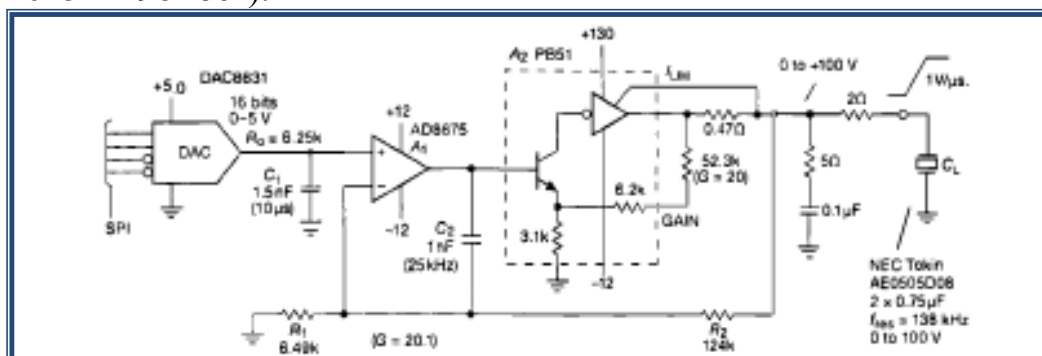 +130
A₂ PB51
I_LIM
0 to +100 V
1V/μs.
DAC8831
+5.0
16 bits
0–5 V
R₀ = 6.25k
DAC
SPI
C₁
1.5nF
(10μs)
+12
AD8675
A₁
+
−
−12
C₂
1nF
(25kHz)
0.47Ω
2Ω
52.3k
(G = 20)
6.2k
GAIN
3.1k
−12
5Ω
0.1μF
C_L
R₁
6.49k
(G = 20.1)
R₂
124k
NEC Tokin
AE0505D08
2 x 0.75μF
= 138 kHz
0 to 100 V